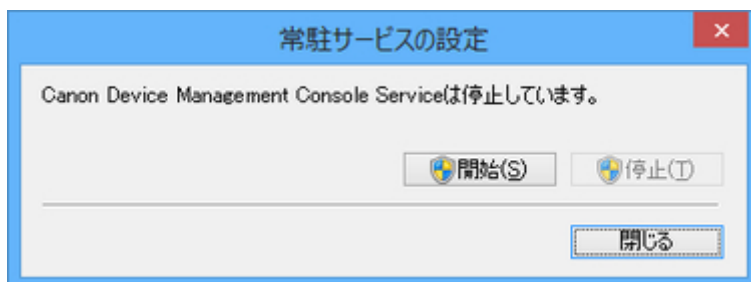 常駐サービスの設定
Canon Device Management Console Serviceは停止しています。
開始(S)
停止(T)
閉じる